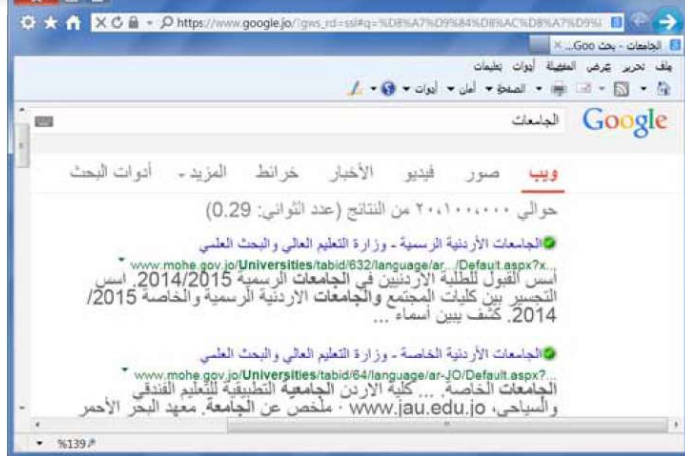 https://www.google.jo/?gws_rd=ssl#q=%D8%A7%D9%84%D8%AC%D8%A7%D9%
الجامعات - بحث Goo...
ملف تحرير عرض المفضلة أدوات تعليمات
الصفحة أمان أدوات
Google الجامعات
ويب صور فيديو الأخبار خرائط المزيد أدوات البحث
حوالي ٢٠،١٠٠،٠٠٠ من النتائج (عدد الثواني: 0.29)
الجامعات الأردنية الرسمية - وزارة التعليم العالي والبحث العلمي
www.mohe.gov.jo/Universities/tabid/632/language/ar.../Default.aspx?x...
أسس القبول للطلبة الأردنيين في الجامعات الرسمية 2014/2015. اسس
التجسير بين كليات المجتمع والجامعات الاردنية الرسمية والخاصة 2015/
2014. كشف يبين أسماء ...
الجامعات الأردنية الخاصة - وزارة التعليم العالي والبحث العلمي
www.mohe.gov.jo/Universities/tabid/64/language/ar-JO/Default.aspx?...
الجامعات الخاصة. ... كلية الاردن الجامعية التطبيقية للتعليم الفندقي
والسياحي، www.jau.edu.jo · ملخص عن الجامعة. معهد البحر الأحمر
%139